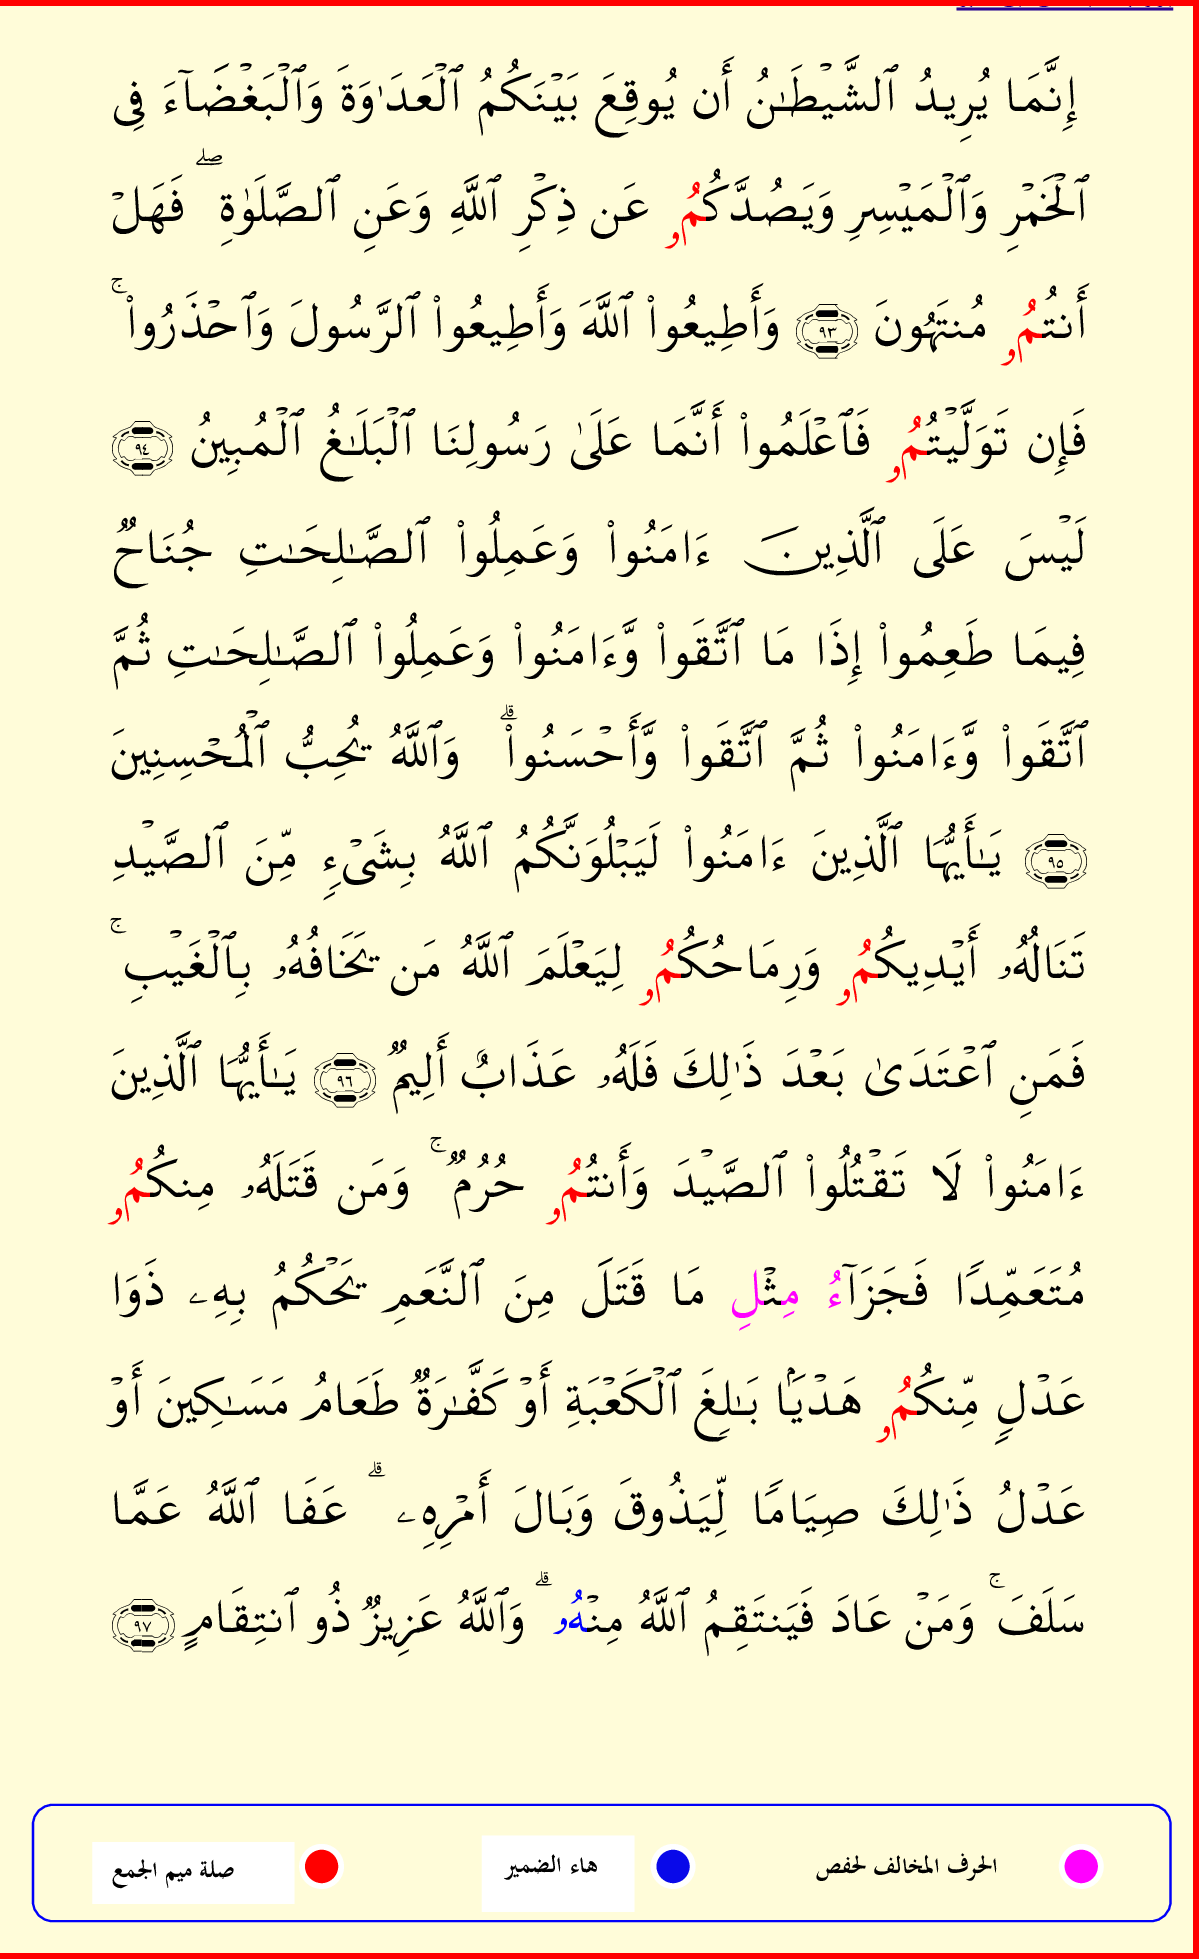 إِنَّمَا يُرِيدُ ٱلشَّيْطَـٰنُ أَن يُوقِعَ بَيْنَكُمُ ٱلْعَدَٰوَةَ وَٱلْبَغْضَآءَ فِى
ٱلْخَمْرِ وَٱلْمَيْسِرِ وَيَصُدَّكُمُۥ عَن ذِكْرِ ٱللَّهِ وَعَنِ ٱلصَّلَوٰةِ ۖ فَهَلْ
أَنتُمُۥ مُنتَهُونَ ٩٣ وَأَطِيعُوا۟ ٱللَّهَ وَأَطِيعُوا۟ ٱلرَّسُولَ وَٱحْذَرُوا۟ ۚ
فَإِن تَوَلَّيْتُمُۥ فَٱعْلَمُوا۟ أَنَّمَا عَلَىٰ رَسُولِنَا ٱلْبَلَـٰغُ ٱلْمُبِينُ ٩٤
لَيْسَ عَلَى ٱلَّذِينَ ءَامَنُوا۟ وَعَمِلُوا۟ ٱلصَّـٰلِحَـٰتِ جُنَاحٌ
فِيمَا طَعِمُوا۟ إِذَا مَا ٱتَّقَوا۟ وَّءَامَنُوا۟ وَعَمِلُوا۟ ٱلصَّـٰلِحَـٰتِ ثُمَّ
ٱتَّقَوا۟ وَّءَامَنُوا۟ ثُمَّ ٱتَّقَوا۟ وَّأَحْسَنُوا۟ ۗ وَٱللَّهُ يُحِبُّ ٱلْمُحْسِنِينَ
٩٥ يَـٰٓأَيُّهَا ٱلَّذِينَ ءَامَنُوا۟ لَيَبْلُوَنَّكُمُ ٱللَّهُ بِشَىْءٍ مِّنَ ٱلصَّيْدِ
تَنَالُهُۥ أَيْدِيكُمُۥ وَرِمَاحُكُمُۥ لِيَعْلَمَ ٱللَّهُ مَن يَخَافُهُۥ بِٱلْغَيْبِ ۚ
فَمَنِ ٱعْتَدَىٰ بَعْدَ ذَٰلِكَ فَلَهُۥ عَذَابٌ أَلِيمٌ ٩٦ يَـٰٓأَيُّهَا ٱلَّذِينَ
ءَامَنُوا۟ لَا تَقْتُلُوا۟ ٱلصَّيْدَ وَأَنتُمُۥ حُرُمٌ ۚ وَمَن قَتَلَهُۥ مِنكُمُۥ
مُتَعَمِّدًا فَجَزَآءُ مِثْلِ مَا قَتَلَ مِنَ ٱلنَّعَمِ يَحْكُمُ بِهِۦ ذَوَا
عَدْلٍ مِّنكُمُۥ هَدْيًۢا بَـٰلِغَ ٱلْكَعْبَةِ أَوْ كَفَّـٰرَةٌ طَعَامُ مَسَـٰكِينَ أَوْ
عَدْلُ ذَٰلِكَ صِيَامًا لِّيَذُوقَ وَبَالَ أَمْرِهِۦ ۗ عَفَا ٱللَّهُ عَمَّا
سَلَفَ ۚ وَمَنْ عَادَ فَيَنتَقِمُ ٱللَّهُ مِنْهُۥ ۗ وَٱللَّهُ عَزِيزٌ ذُو ٱنتِقَامٍ ٩٧
الحرف المخالف لحفص هاء الضمير صلة ميم الجمع